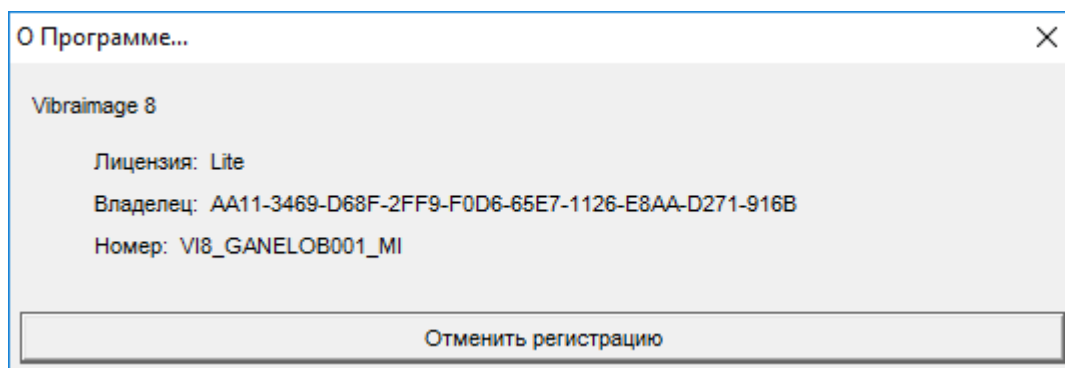 О Программе...
Vibraimage 8
Лицензия: Lite
Владелец: AA11-3469-D68F-2FF9-F0D6-65E7-1126-E8AA-D271-916B
Номер: VI8_GANELOB001_MI
Отменить регистрацию